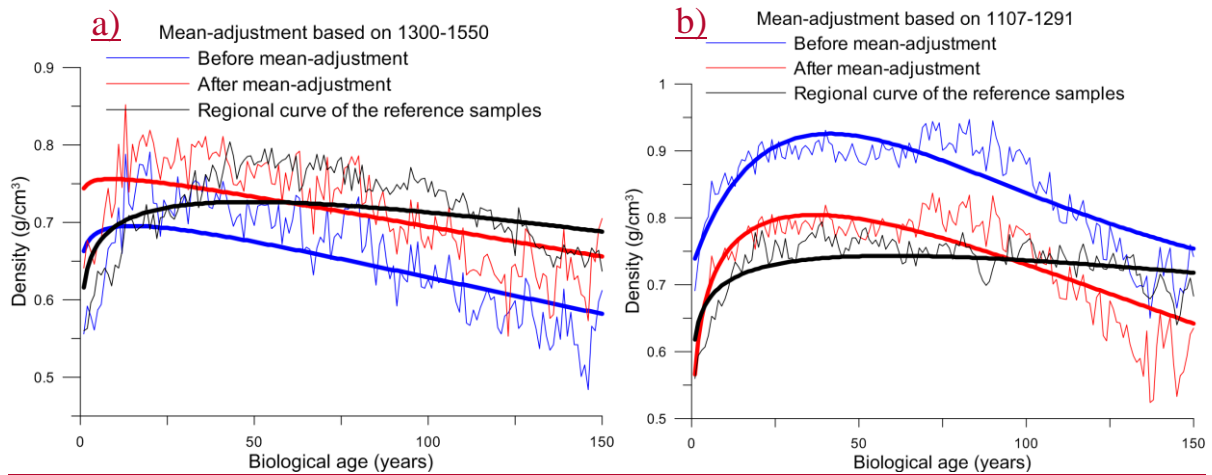 a)
Mean-adjustment based on 1300-1550
Before mean-adjustment
After mean-adjustment
Regional curve of the reference samples
0.9
0.8
0.7
0.6
0.5
Density (g/cm³)
0 50 100 150
Biological age (years)
b)
Mean-adjustment based on 1107-1291
Before mean-adjustment
After mean-adjustment
Regional curve of the reference samples
1
0.9
0.8
0.7
0.6
0.5
Density (g/cm³)
0 50 100 150
Biological age (years)